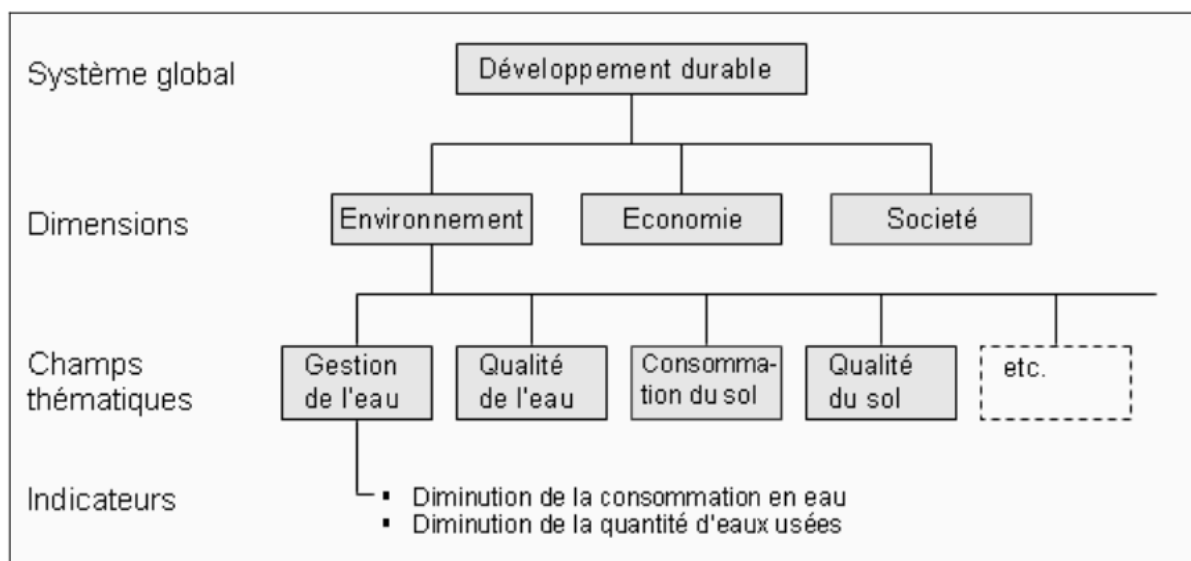 Système global
Développement durable
Dimensions
Environnement
Economie
Societé
Champs
thématiques
Gestion
de l'eau
Qualité
de l'eau
Consomma-
tion du sol
Qualité
du sol
etc.
Indicateurs
▪ Diminution de la consommation en eau
▪ Diminution de la quantité d'eaux usées